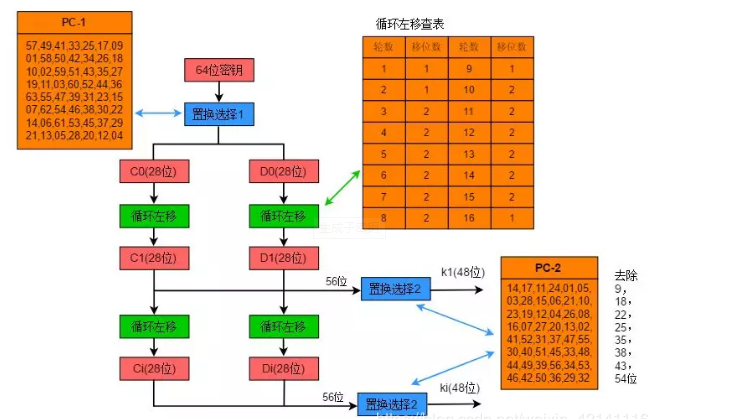 PC-1
57,49,41,33,25,17,09
01,58,50,42,34,26,18
10,02,59,51,43,35,27
19,11,03,60,52,44,36
63,55,47,39,31,23,15
07,62,54,46,38,30,22
14,06,61,53,45,37,29
21,13,05,28,20,12,04
64位密钥
置换选择1
C0(28位)
D0(28位)
循环左移
循环左移
C1(28位)
D1(28位)
56位
置换选择2
k1(48位)
循环左移
循环左移
Ci(28位)
Di(28位)
56位
置换选择2
ki(48位)
循环左移查表
轮数 移位数 轮数 移位数
1 1 9 1
2 1 10 2
3 2 11 2
4 2 12 2
5 2 13 2
6 2 14 2
7 2 15 2
8 2 16 1
PC-2
14,17,11,24,01,05,
03,28,15,06,21,10,
23,19,12,04,26,08,
16,07,27,20,13,02,
41,52,31,37,47,55,
30,40,51,45,33,48,
44,49,39,56,34,53,
46,42,50,36,29,32
去除
9，
18，
22，
25，
35，
38，
43，
54位